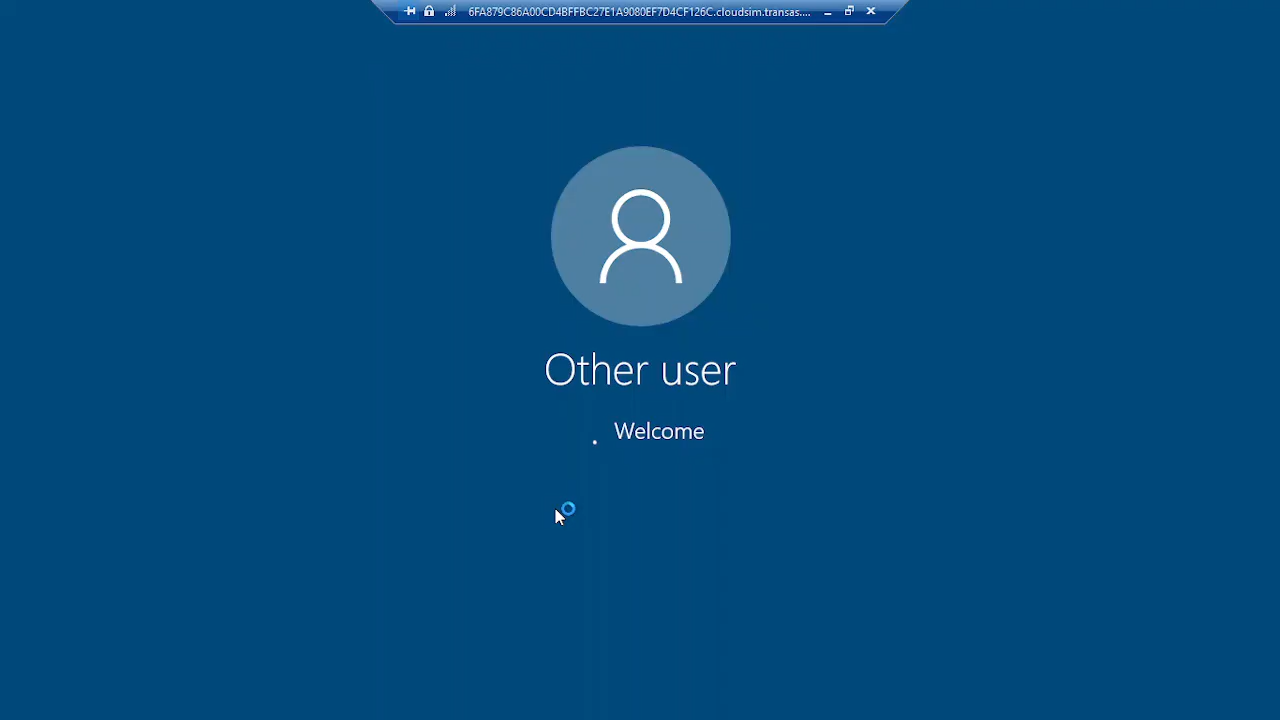 6FA879C86A00CD4BFFBC27E1A9080EF7D4CF126C.cloudsim.transas....
Other user
Welcome